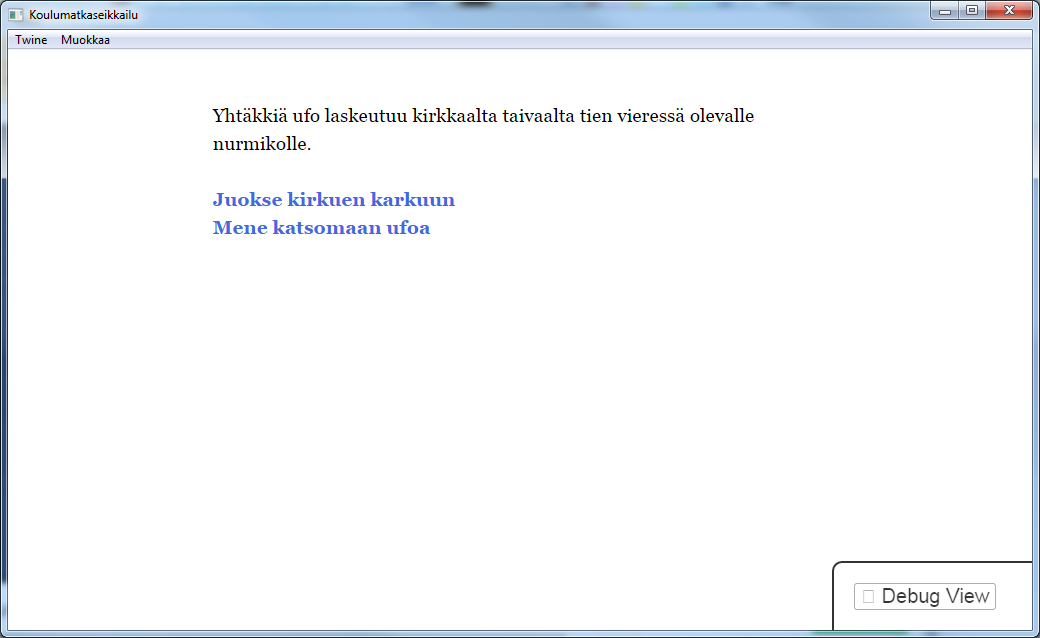 Koulumatkaseikkailu
Twine Muokkaa
Yhtäkkiä ufo laskeutuu kirkkaalta taivaalta tien vieressä olevalle
nurmikolle.
Juokse kirkuen karkuun
Mene katsomaan ufoa
Debug View